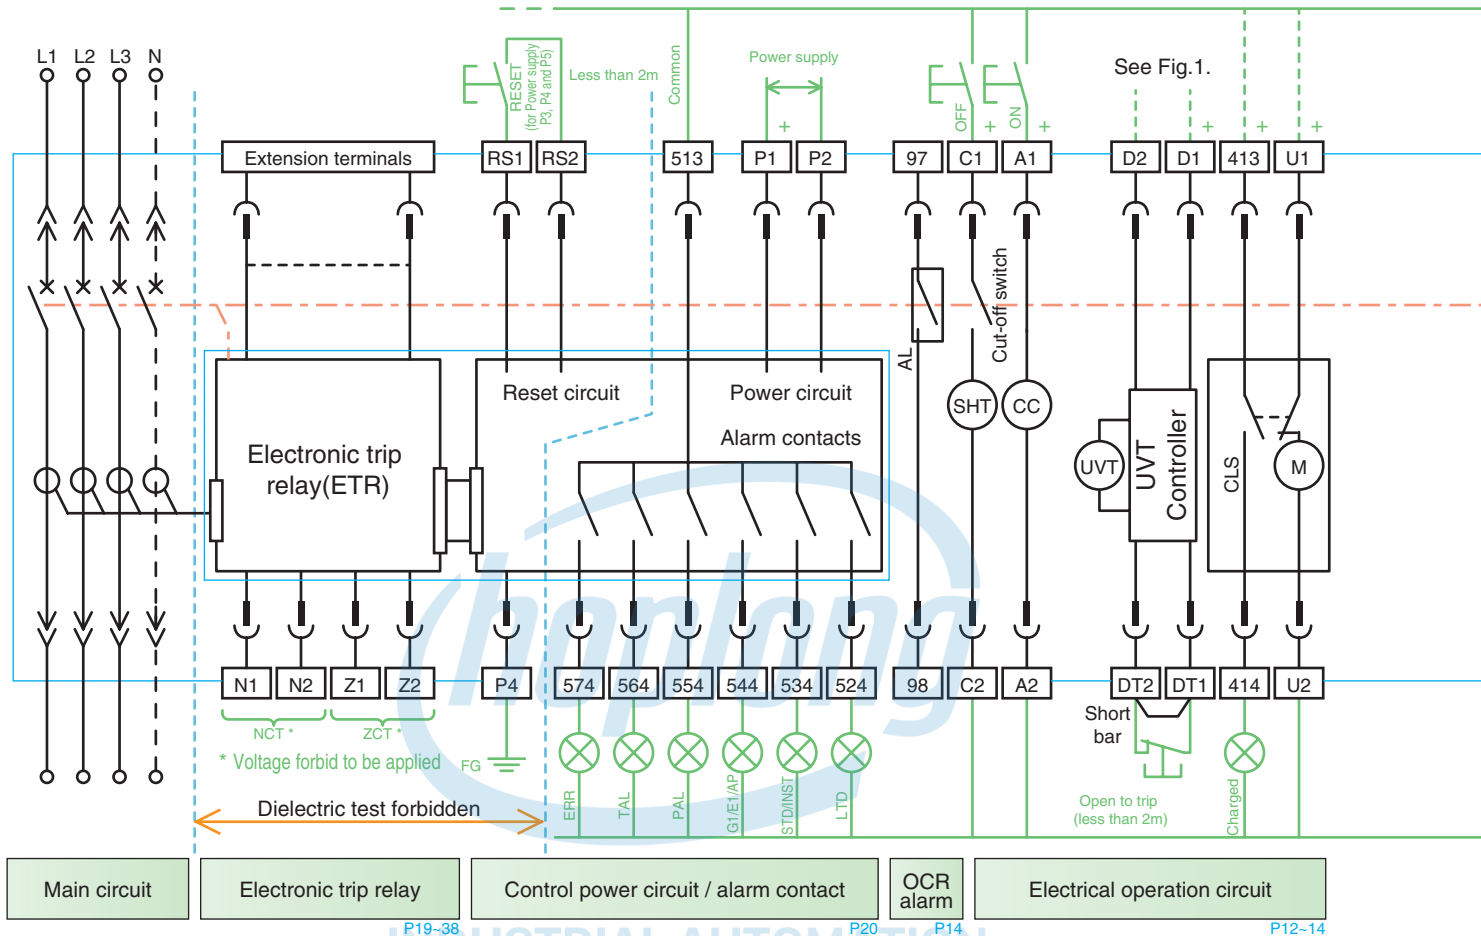 L1 L2 L3 N
RESET
(for Power supply
P3, P4 and P5)
Less than 2m
Common
Power supply
+
OFF
+
ON
+
See Fig.1.
+
+
+
Extension terminals
RS1 RS2
513
P1 P2
97 C1 A1
D2 D1 413 U1
AL
Cut-off switch
Reset circuit
Power circuit
Alarm contacts
Electronic trip
relay(ETR)
SHT
CC
UVT
UVT
Controller
CLS
M
hoplong
N1 N2 Z1 Z2 P4
574 564 554 544 534 524
98 C2 A2
DT2 DT1 414 U2
NCT *
ZCT *
* Voltage forbid to be applied
FG
Short
bar
ERR
TAL
PAL
G1/E1/AP
STD/INST
LTD
Open to trip
(less than 2m)
Charged
Dielectric test forbidden
Main circuit
Electronic trip relay
Control power circuit / alarm contact
OCR
alarm
Electrical operation circuit
P19~38
P20
P14
P12~14
INDUSTRIAL AUTOMATION